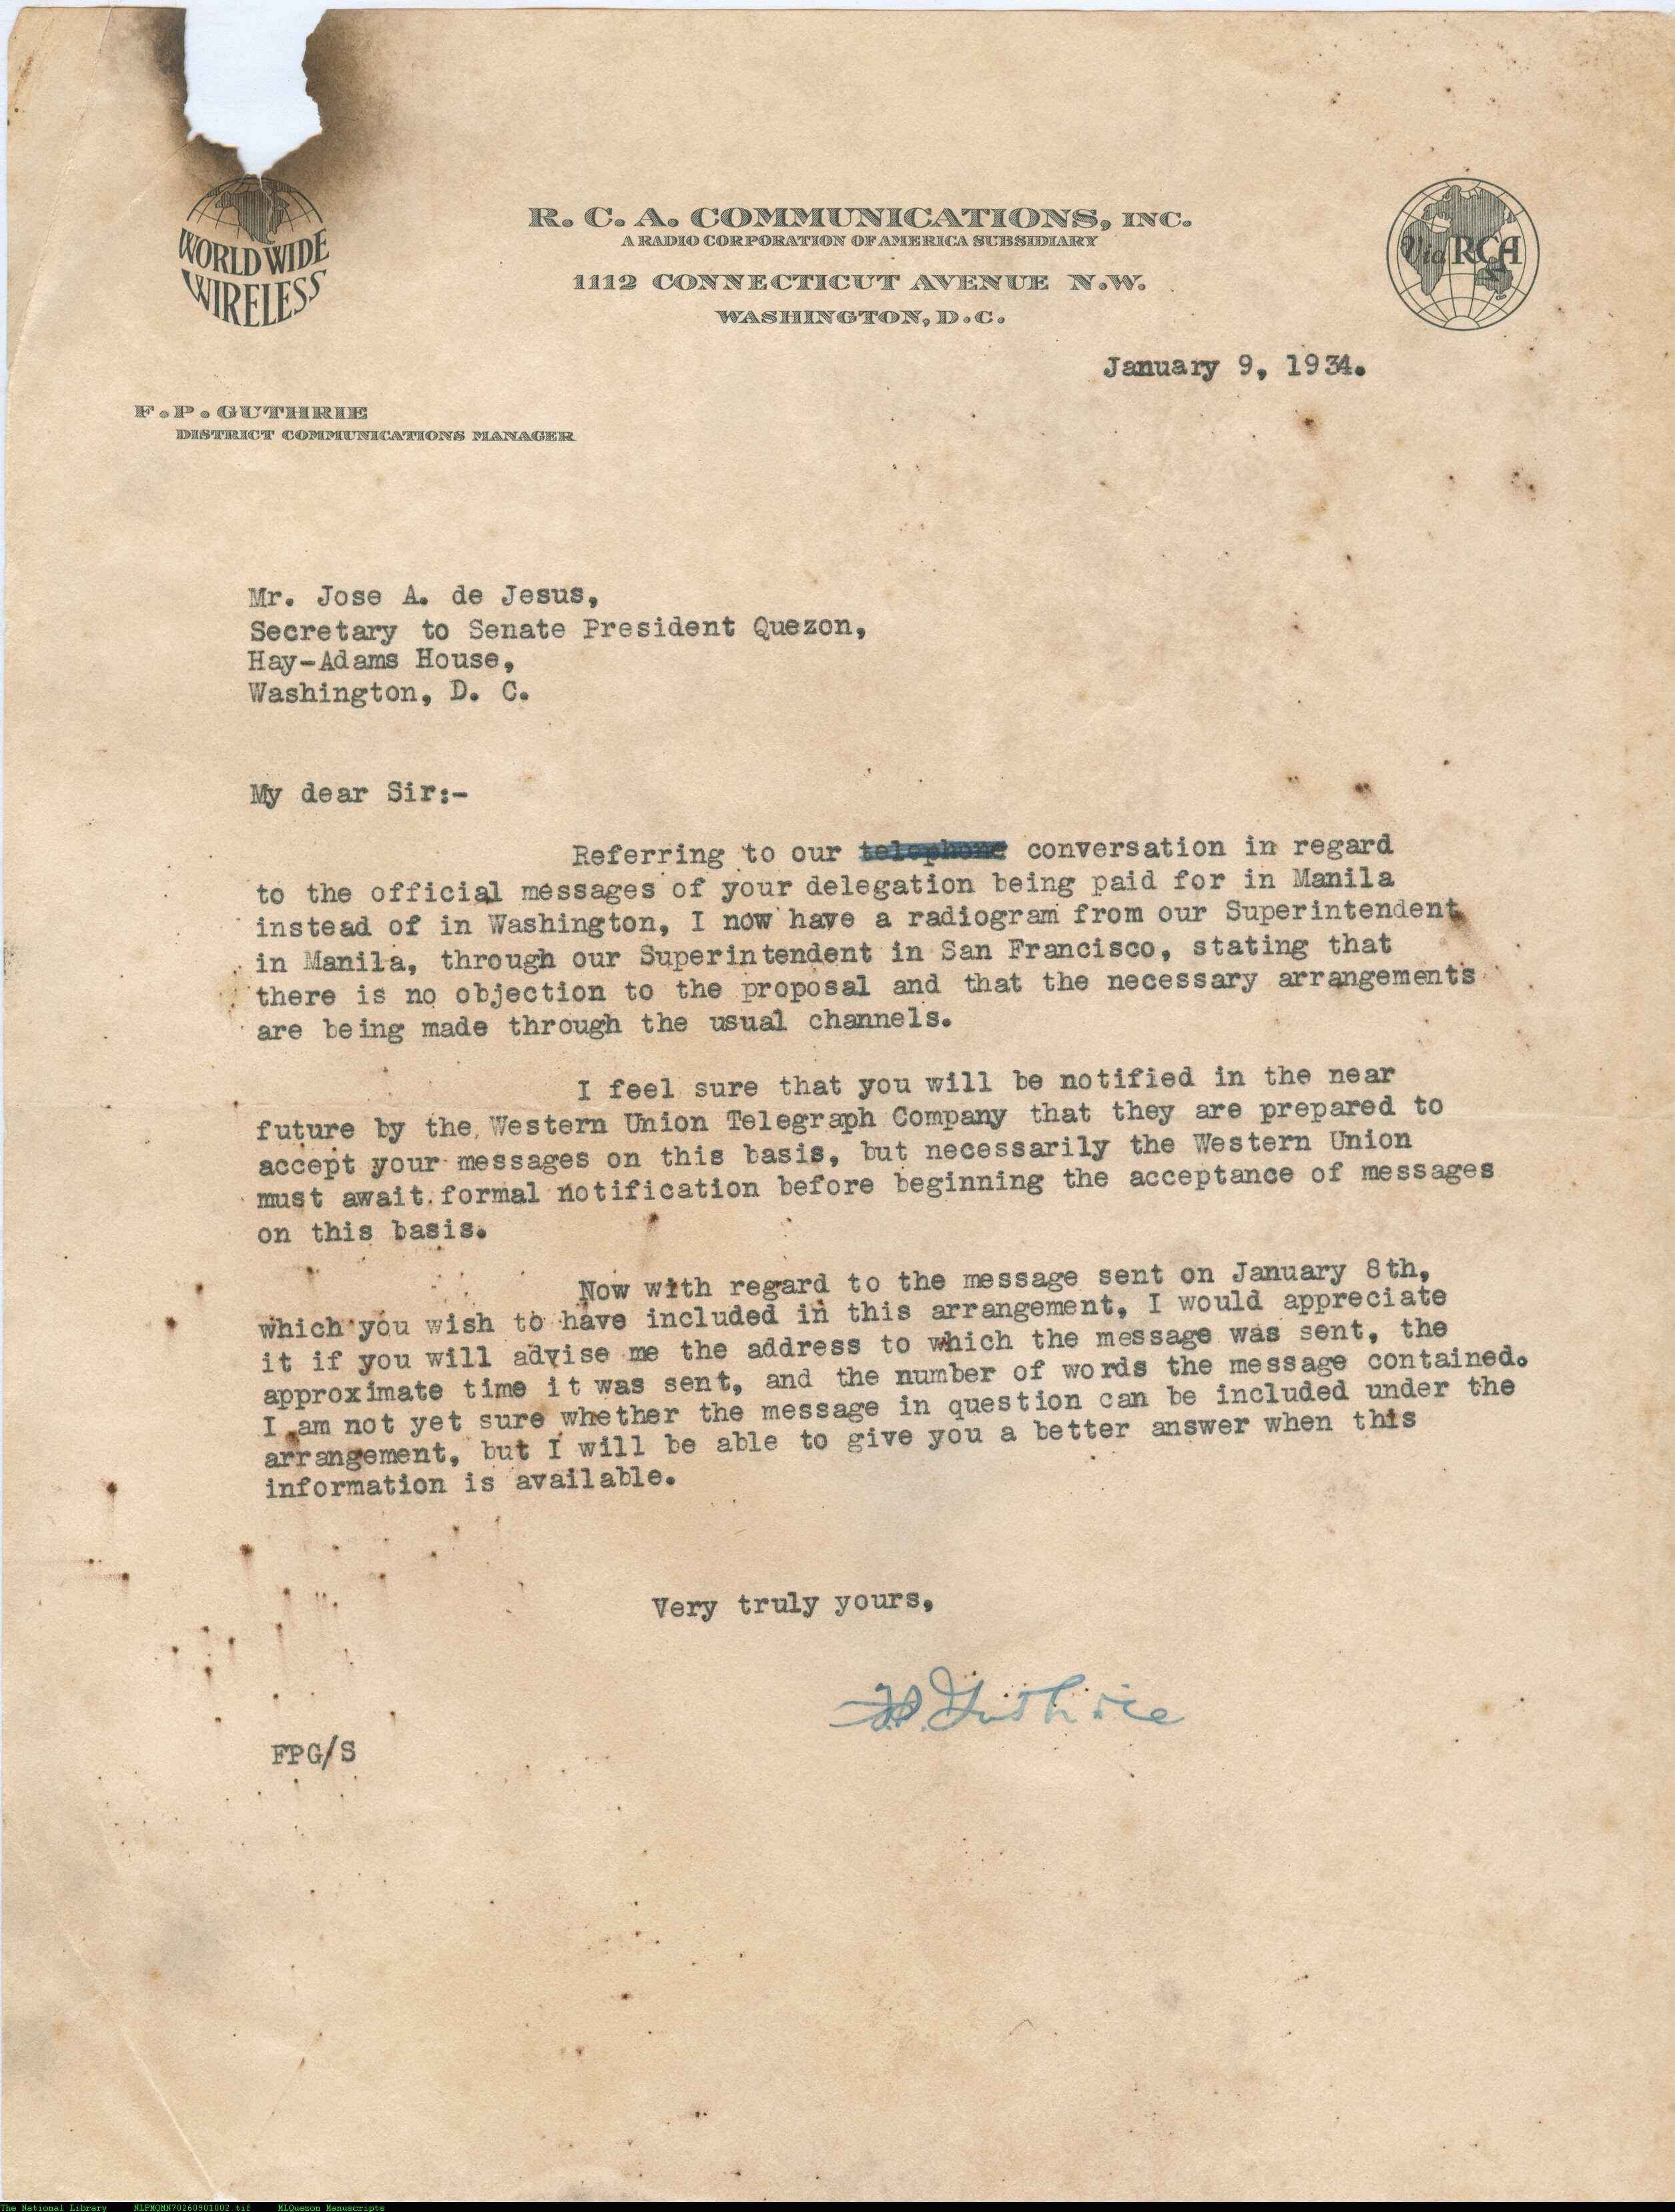 WORLD WIDE
WIRELESS
R. C. A. COMMUNICATIONS, INC.
A RADIO CORPORATION OF AMERICA SUBSIDIARY
1112 CONNECTICUT AVENUE N.W.
WASHINGTON, D.C.
Via RCA
January 9, 1934.
F. P. GUTHRIE
DISTRICT COMMUNICATIONS MANAGER
Mr. Jose A. de Jesus,
Secretary to Senate President Quezon,
Hay-Adams House,
Washington, D. C.
My dear Sir:-
Referring to our telephone conversation in regard
to the official messages of your delegation being paid for in Manila
instead of in Washington, I now have a radiogram from our Superintendent
in Manila, through our Superintendent in San Francisco, stating that
there is no objection to the proposal and that the necessary arrangements
are being made through the usual channels.
I feel sure that you will be notified in the near
future by the Western Union Telegraph Company that they are prepared to
accept your messages on this basis, but necessarily the Western Union
must await formal notification before beginning the acceptance of messages
on this basis.
Now with regard to the message sent on January 8th,
which you wish to have included in this arrangement, I would appreciate
it if you will advise me the address to which the message was sent, the
approximate time it was sent, and the number of words the message contained.
I am not yet sure whether the message in question can be included under the
arrangement, but I will be able to give you a better answer when this
information is available.
Very truly yours,
F.P. Guthrie
FPG/S
The National Library NLPMQMN70260901002.tif MLQuezon Manuscripts